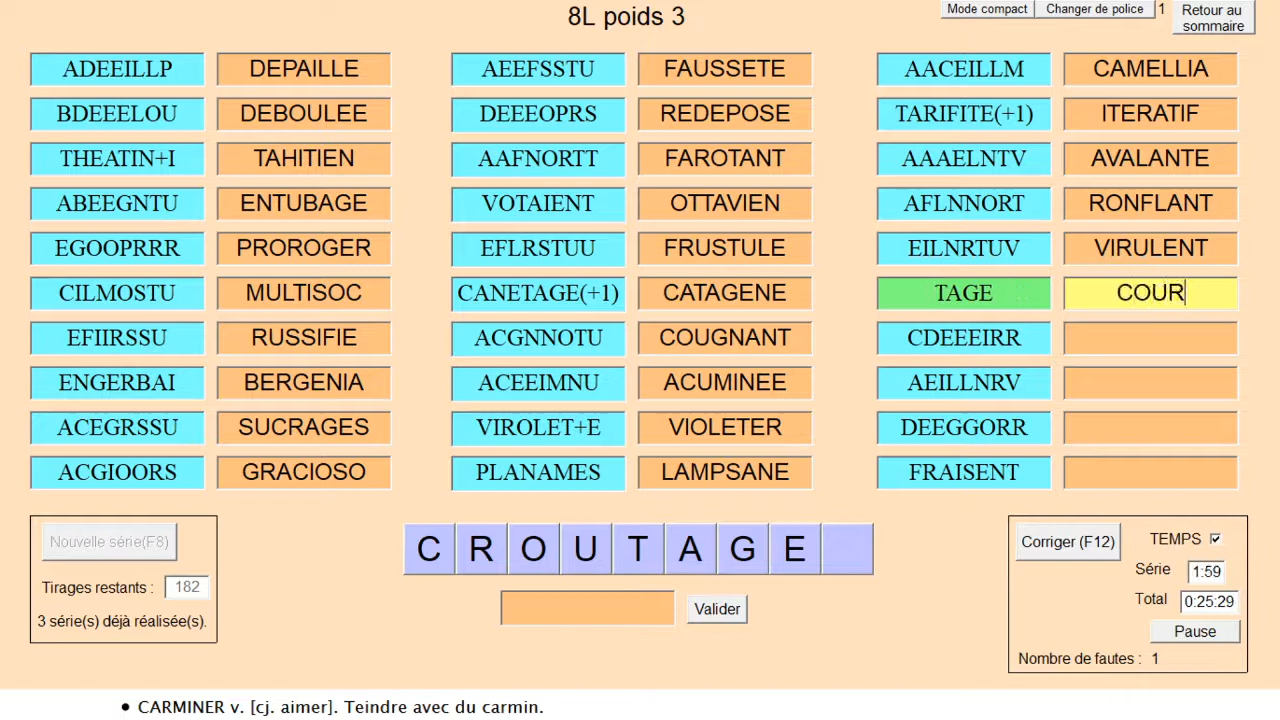 8L poids 3
Mode compact Changer de police 1 Retour au sommaire
ADEEILLP DEPAILLE AEEFSSTU FAUSSETE AACEILLM CAMELLIA
BDEEELOU DEBOULEE DEEEOPRS REDEPOSE TARIFITE(+1) ITERATIF
THEATIN+I TAHITIEN AAFNORTT FAROTANT AAAELNTV AVALANTE
ABEEGNTU ENTUBAGE VOTAIENT OTTAVIEN AFLNNORT RONFLANT
EGOOPRRR PROROGER EFLRSTUU FRUSTULE EILNRTUV VIRULENT
CILMOSTU MULTISOC CANETAGE(+1) CATAGENE TAGE COUR
EFIIRSSU RUSSIFIE ACGNNOTU COUGNANT CDEEEIRR
ENGERBAI BERGENIA ACEEIMNU ACUMINEE AEILLNRV
ACEGRSSU SUCRAGES VIROLET+E VIOLETER DEEGGORR
ACGIOORS GRACIOSO PLANAMES LAMPSANE FRAISENT
Nouvelle série(F8)
Tirages restants : 182
3 série(s) déjà réalisée(s).
C R O U T A G E
Valider
Corriger (F12) TEMPS
Série 1:59
Total 0:25:29
Pause
Nombre de fautes : 1
• CARMINER v. [cj. aimer]. Teindre avec du carmin.